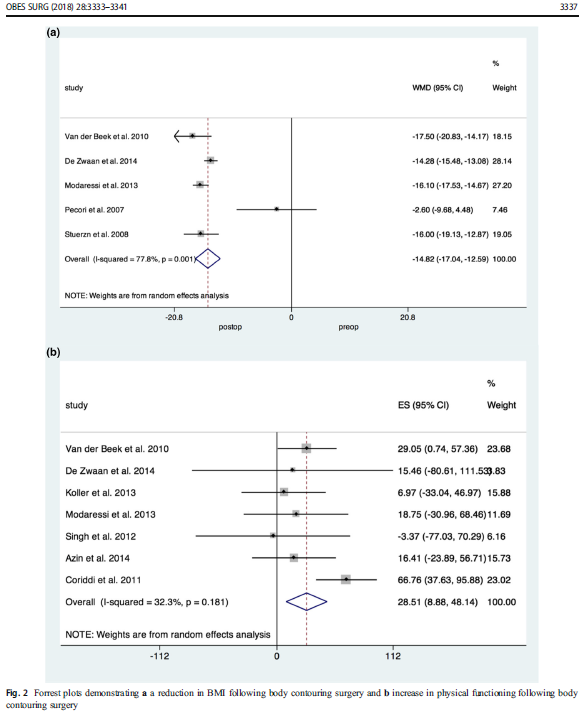 OBES SURG (2018) 28:3333–3341 3337
(a)
%
study WMD (95% CI) Weight
Van der Beek et al. 2010 -17.50 (-20.83, -14.17) 18.15
De Zwaan et al. 2014 -14.28 (-15.48, -13.08) 28.14
Modaressi et al. 2013 -16.10 (-17.53, -14.67) 27.20
Pecori et al. 2007 -2.60 (-9.68, 4.48) 7.46
Stuerzn et al. 2008 -16.00 (-19.13, -12.87) 19.05
Overall (I-squared = 77.8%, p = 0.001) -14.82 (-17.04, -12.59) 100.00
NOTE: Weights are from random effects analysis
-20.8 0 20.8
postop preop
(b)
%
study ES (95% CI) Weight
Van der Beek et al. 2010 29.05 (0.74, 57.36) 23.68
De Zwaan et al. 2014 15.46 (-80.61, 111.53) 3.83
Koller et al. 2013 6.97 (-33.04, 46.97) 15.88
Modaressi et al. 2013 18.75 (-30.96, 68.46) 11.69
Singh et al. 2012 -3.37 (-77.03, 70.29) 6.16
Azin et al. 2014 16.41 (-23.89, 56.71) 15.73
Coriddi et al. 2011 66.76 (37.63, 95.88) 23.02
Overall (I-squared = 32.3%, p = 0.181) 28.51 (8.88, 48.14) 100.00
NOTE: Weights are from random effects analysis
-112 0 112
Fig. 2 Forrest plots demonstrating a a reduction in BMI following body contouring surgery and b increase in physical functioning following body
contouring surgery